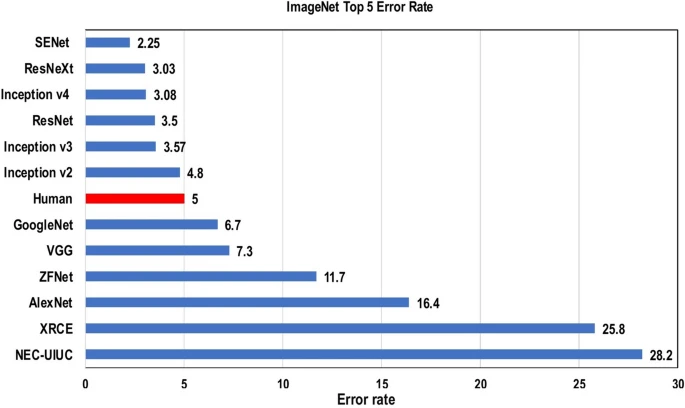 ImageNet Top 5 Error Rate
SENet 2.25
ResNeXt 3.03
Inception v4 3.08
ResNet 3.5
Inception v3 3.57
Inception v2 4.8
Human 5
GoogleNet 6.7
VGG 7.3
ZFNet 11.7
AlexNet 16.4
XRCE 25.8
NEC-UIUC 28.2
0 5 10 15 20 25 30
Error rate